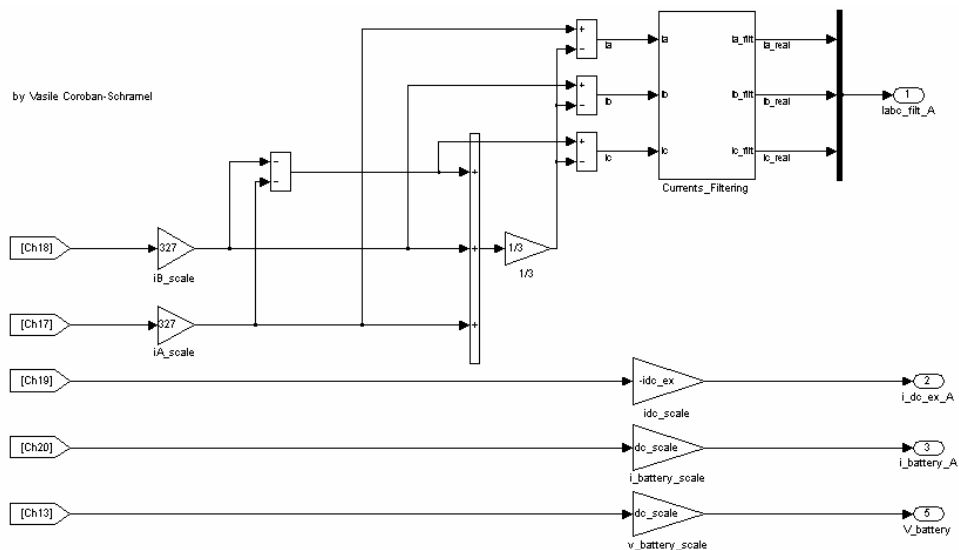 by Vasile Coroban-Schramel
+
−
Ia
+
−
Ib
+
−
Ic
Ia
Ib
Ic
Ia_filt
Ib_filt
Ic_filt
Currents_Filtering
Ia_real
Ib_real
Ic_real
1
Iabc_filt_A
−
−
+
+
+
1/3
1/3
[Ch18]
327
iB_scale
[Ch17]
327
iA_scale
[Ch19]
-idc_ex
idc_scale
2
i_dc_ex_A
[Ch20]
dc_scale
i_battery_scale
3
i_battery_A
[Ch13]
dc_scale
v_battery_scale
5
V_battery